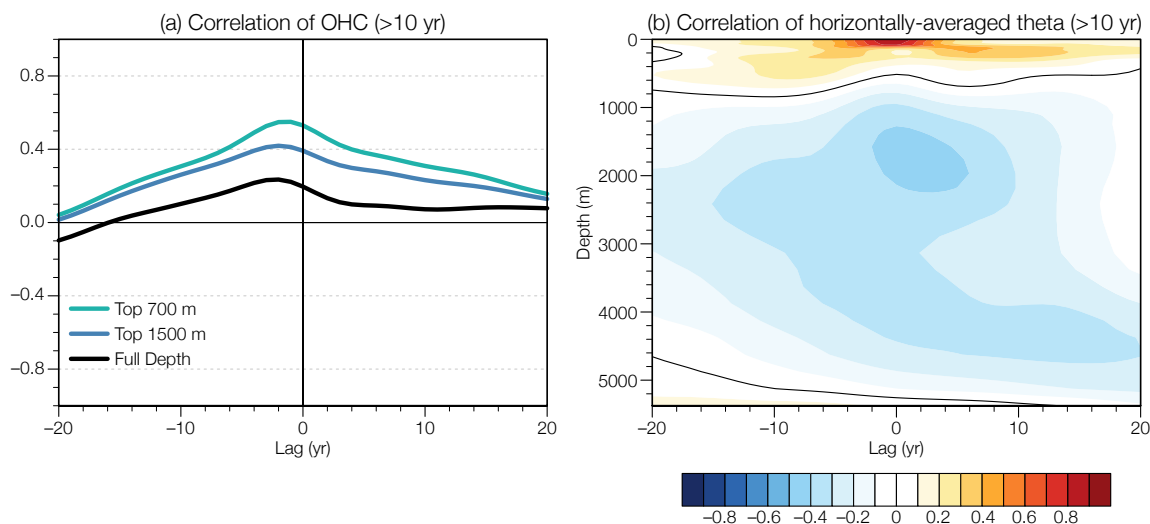 (a) Correlation of OHC (>10 yr)
0.8
0.4
0.0
−0.4
−0.8
Top 700 m
Top 1500 m
Full Depth
−20 −10 0 10 20
Lag (yr)
(b) Correlation of horizontally-averaged theta (>10 yr)
0
1000
2000
3000
4000
5000
Depth (m)
−20 −10 0 10 20
Lag (yr)
−0.8 −0.6 −0.4 −0.2 0 0.2 0.4 0.6 0.8